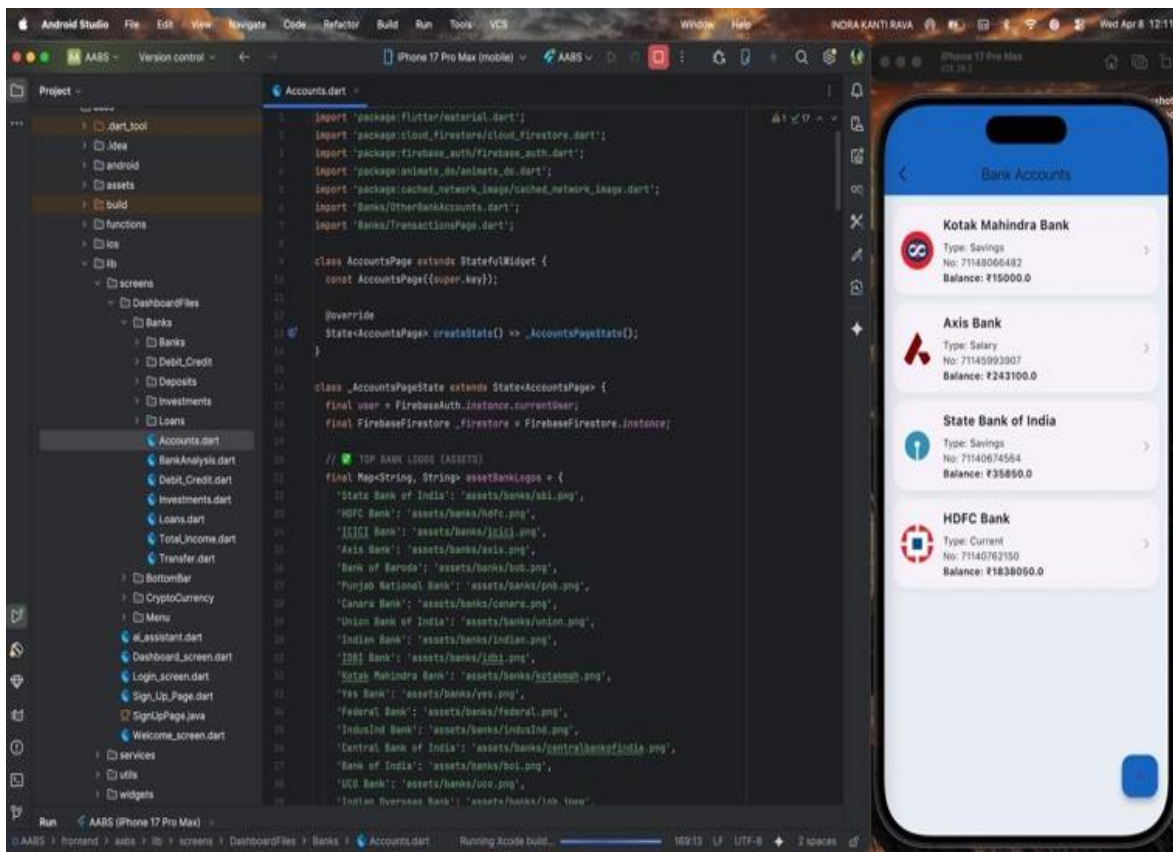 Android Studio File Edit View Navigate Code Refactor Build Run Tools VCS Window Help INDRA KANTI RAVA Wed Apr 8 12:11
AABS Version control iPhone 17 Pro Max (mobile) AABS
Project
.dart_tool
.idea
android
assets
build
functions
ios
lib
screens
DashboardFiles
Banks
Banks
Debit_Credit
Deposits
Investments
Loans
Accounts.dart
BankAnalysis.dart
Debit_Credit.dart
Investments.dart
Loans.dart
Total_Income.dart
Transfer.dart
BottomBar
CryptoCurrency
Menu
ai_assistant.dart
Dashboard_screen.dart
Login_screen.dart
Sign_Up_Page.dart
SignUpPage.java
Welcome_screen.dart
services
utils
widgets
Accounts.dart
import 'package:flutter/material.dart';
import 'package:cloud_firestore/cloud_firestore.dart';
import 'package:firebase_auth/firebase_auth.dart';
import 'package:animate_do/animate_do.dart';
import 'package:cached_network_image/cached_network_image.dart';
import 'Banks/OtherBankAccounts.dart';
import 'Banks/TransactionsPage.dart';
class AccountsPage extends StatefulWidget {
const AccountsPage({super.key});
@override
State<AccountsPage> createState() => _AccountsPageState();
}
class _AccountsPageState extends State<AccountsPage> {
final user = FirebaseAuth.instance.currentUser;
final FirebaseFirestore _firestore = FirebaseFirestore.instance;
// ✅ TOP BANK LOGOS (ASSETS)
final Map<String, String> assetBankLogos = {
'State Bank of India': 'assets/banks/sbi.png',
'HDFC Bank': 'assets/banks/hdfc.png',
'ICICI Bank': 'assets/banks/icici.png',
'Axis Bank': 'assets/banks/axis.png',
'Bank of Baroda': 'assets/banks/bob.png',
'Punjab National Bank': 'assets/banks/pnb.png',
'Canara Bank': 'assets/banks/canera.png',
'Union Bank of India': 'assets/banks/union.png',
'Indian Bank': 'assets/banks/indian.png',
'IDBI Bank': 'assets/banks/idbi.png',
'Kotak Mahindra Bank': 'assets/banks/kotakmah.png',
'Yes Bank': 'assets/banks/yes.png',
'Federal Bank': 'assets/banks/federal.png',
'IndusInd Bank': 'assets/banks/indusInd.png',
'Central Bank of India': 'assets/banks/centralbankofindia.png',
'Bank of India': 'assets/banks/boi.png',
'UCO Bank': 'assets/banks/uco.png',
'Indian Overseas Bank': 'assets/banks/iob.jpeg',
Run AABS (iPhone 17 Pro Max)
AABS > frontend > aabs > lib > screens > DashboardFiles > Banks > Accounts.dart Running Xcode build... 169:13 LF UTF-8 2 spaces
iPhone 17 Pro Max
Bank Accounts
Kotak Mahindra Bank
Type: Savings
No: 71148066482
Balance: ₹15000.0
Axis Bank
Type: Salary
No: 71145993907
Balance: ₹243100.0
State Bank of India
Type: Savings
No: 71140674564
Balance: ₹35850.0
HDFC Bank
Type: Current
No: 71140762150
Balance: ₹1838050.0